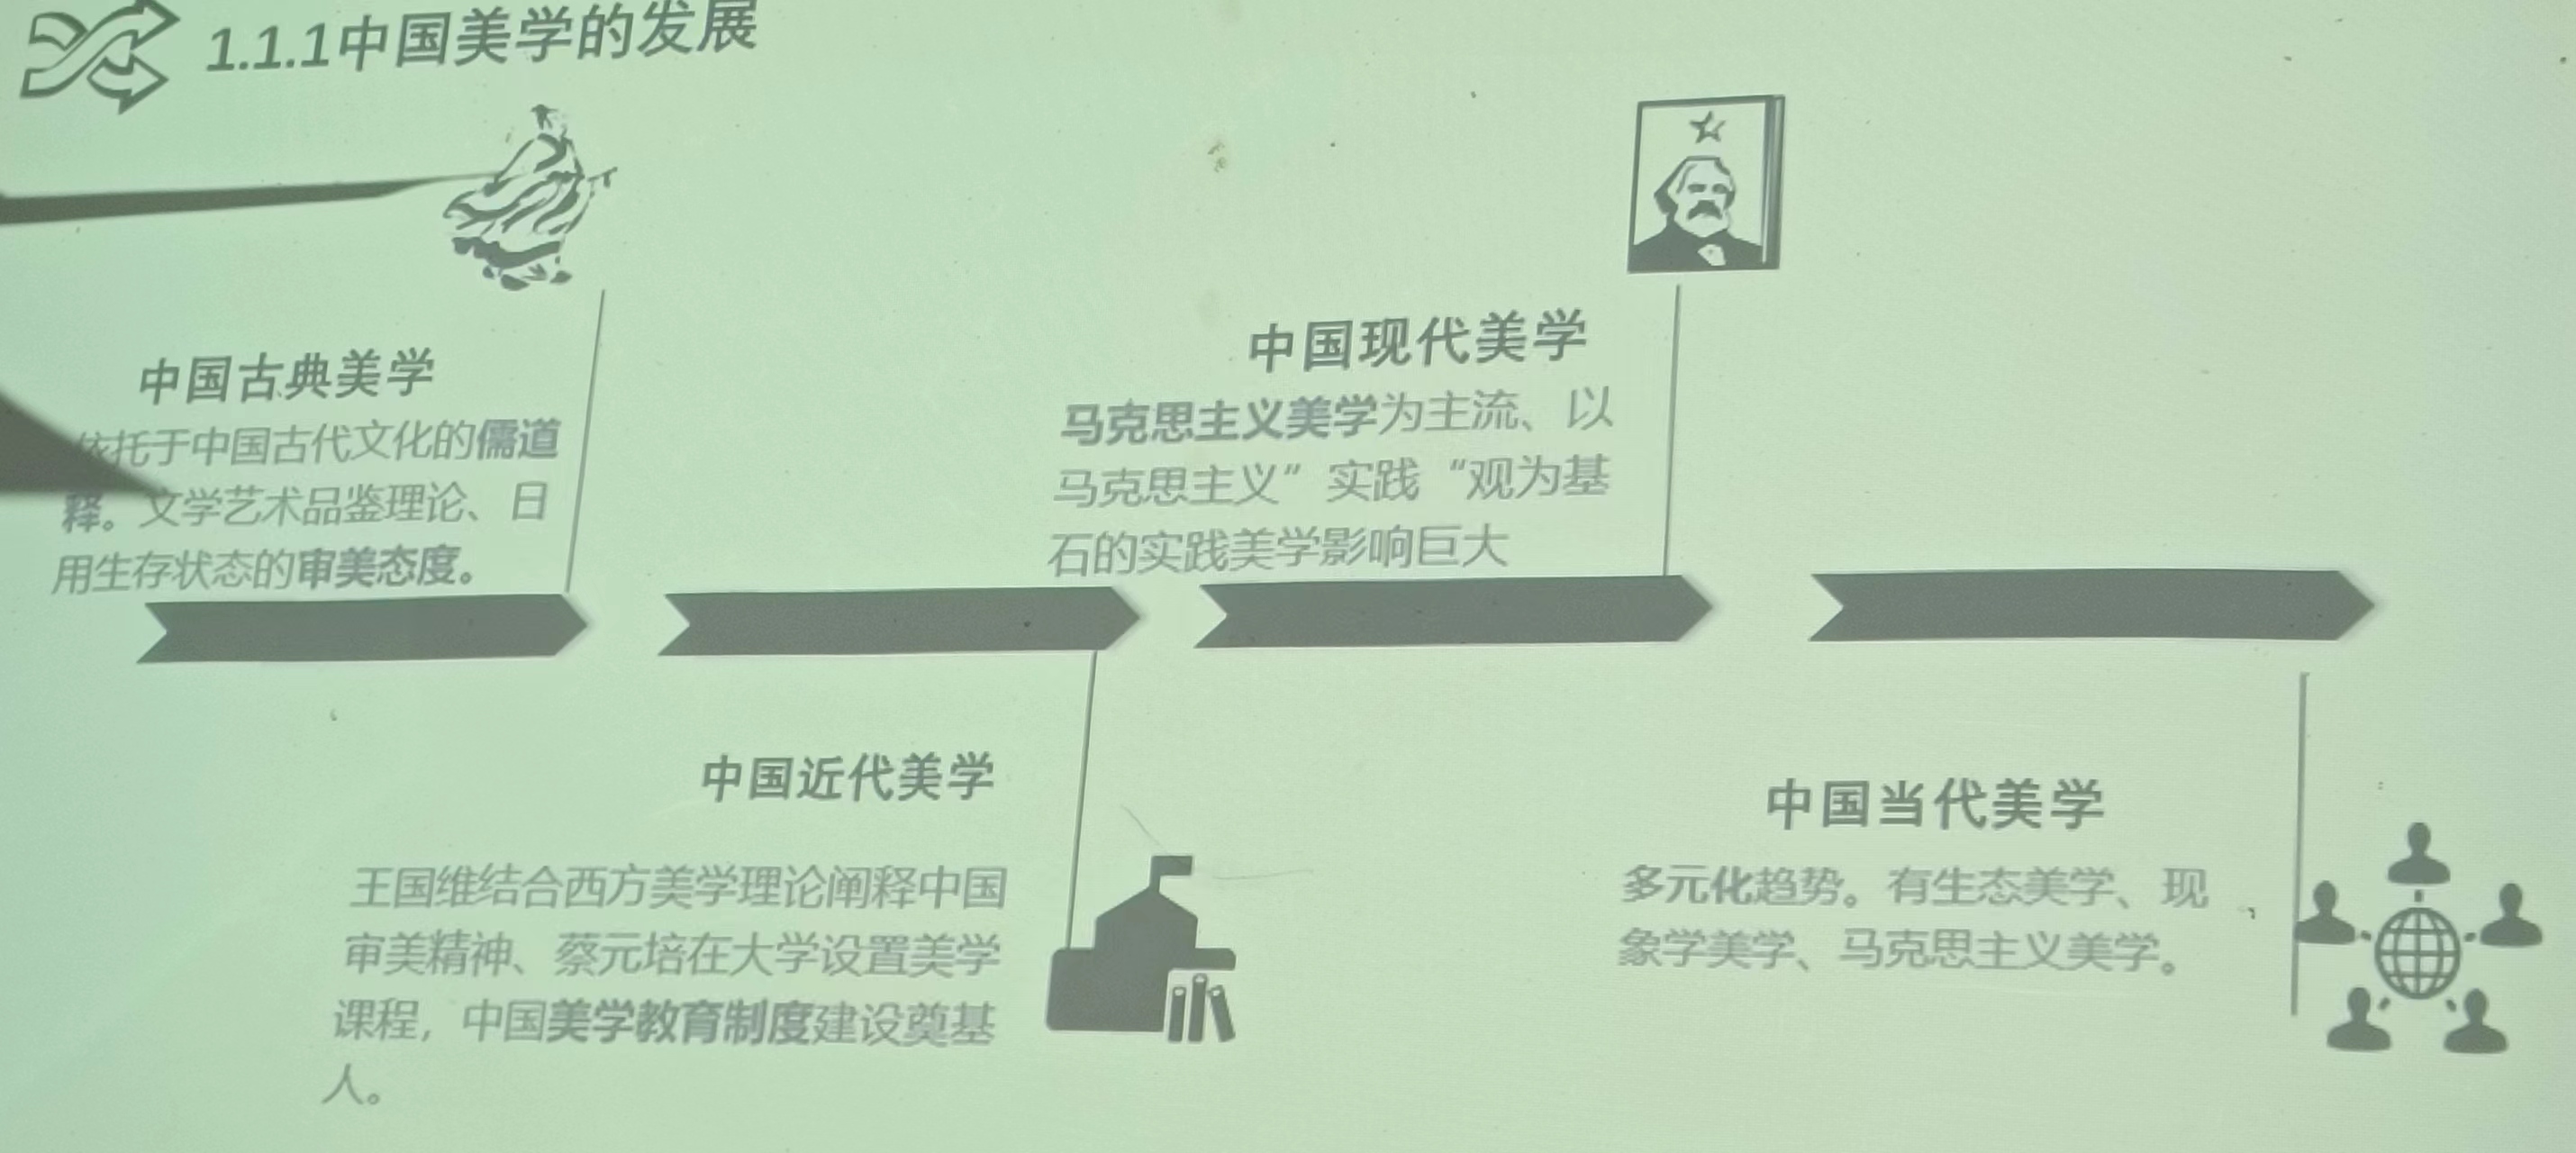 1.1.1中国美学的发展
中国古典美学
依托于中国古代文化的儒道
释。文学艺术品鉴理论、日
用生存状态的审美态度。
中国近代美学
王国维结合西方美学理论阐释中国
审美精神、蔡元培在大学设置美学
课程，中国美学教育制度建设奠基
人。
中国现代美学
马克思主义美学为主流、以
马克思主义”实践“观为基
石的实践美学影响巨大
中国当代美学
多元化趋势。有生态美学、现
象学美学、马克思主义美学。